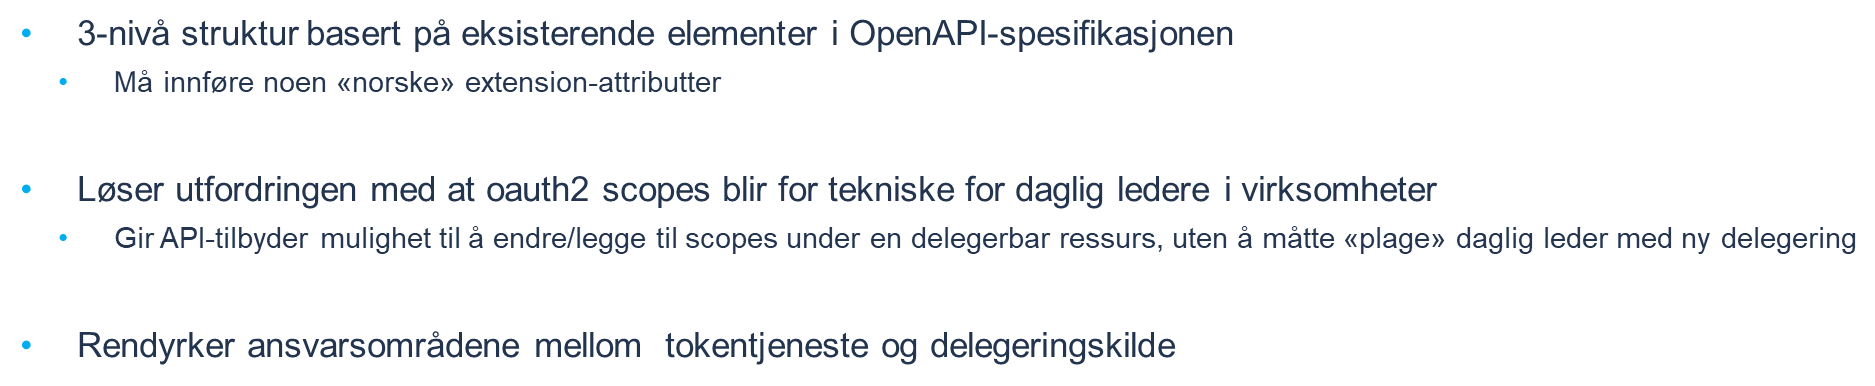 • 3-nivå struktur basert på eksisterende elementer i OpenAPI-spesifikasjonen
• Må innføre noen «norske» extension-attributter
• Løser utfordringen med at oauth2 scopes blir for tekniske for daglig ledere i virksomheter
• Gir API-tilbyder mulighet til å endre/legge til scopes under en delegerbar ressurs, uten å måtte «plage» daglig leder med ny delegering
• Rendyrker ansvarsområdene mellom tokentjeneste og delegeringskilde